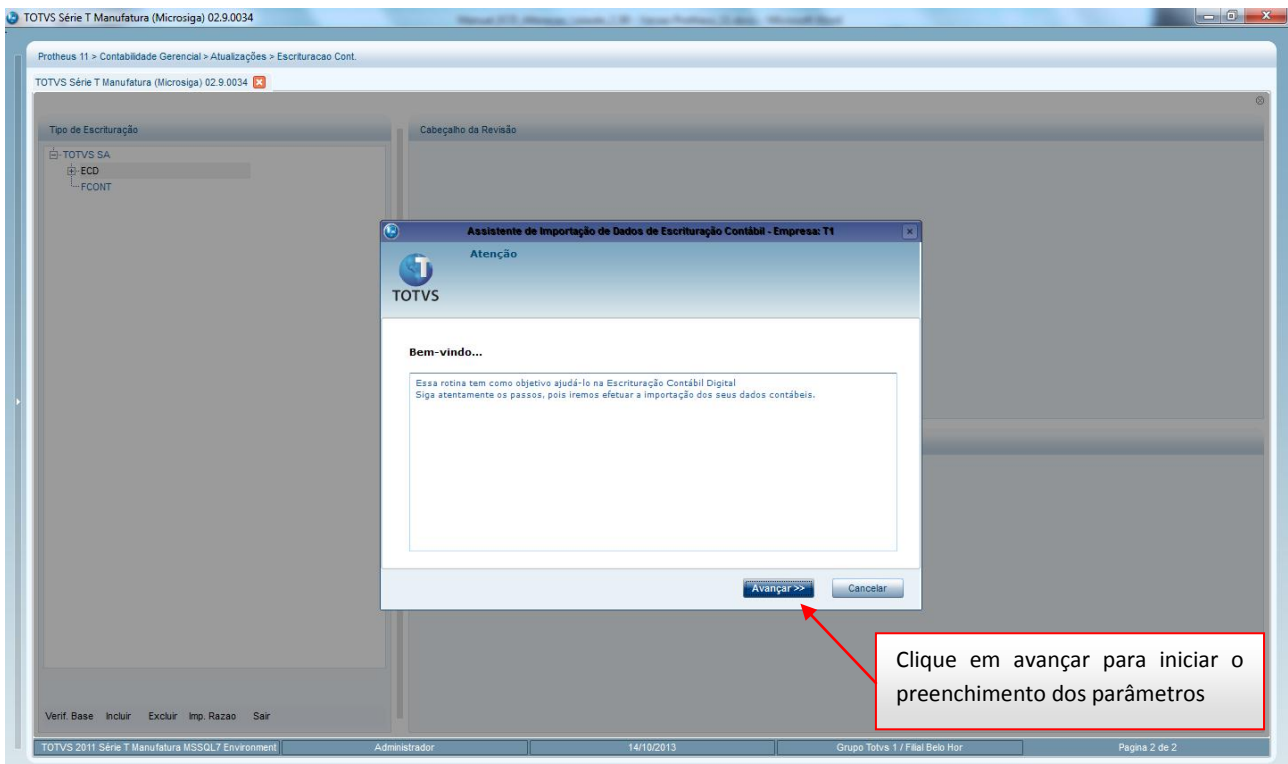 TOTVS Série T Manufatura (Microsiga) 02.9.0034
Protheus 11 > Contabilidade Gerencial > Atualizações > Escrituracao Cont.
TOTVS Série T Manufatura (Microsiga) 02.9.0034
Tipo de Escrituração
Cabeçalho da Revisão
TOTVS SA
ECD
FCONT
Assistente de Importação de Dados de Escrituração Contábil - Empresa: T1
Atenção
TOTVS
Bem-vindo...
Essa rotina tem como objetivo ajudá-lo na Escrituração Contábil Digital
Siga atentamente os passos, pois iremos efetuar a importação dos seus dados contábeis.
Avançar >>
Cancelar
Clique em avançar para iniciar o
preenchimento dos parâmetros
Verif. Base Incluir Excluir Imp. Razao Sair
TOTVS 2011 Série T Manufatura MSSQL7 Environment Administrador 14/10/2013 Grupo Totvs 1 / Filial Belo Hor Pagina 2 de 2